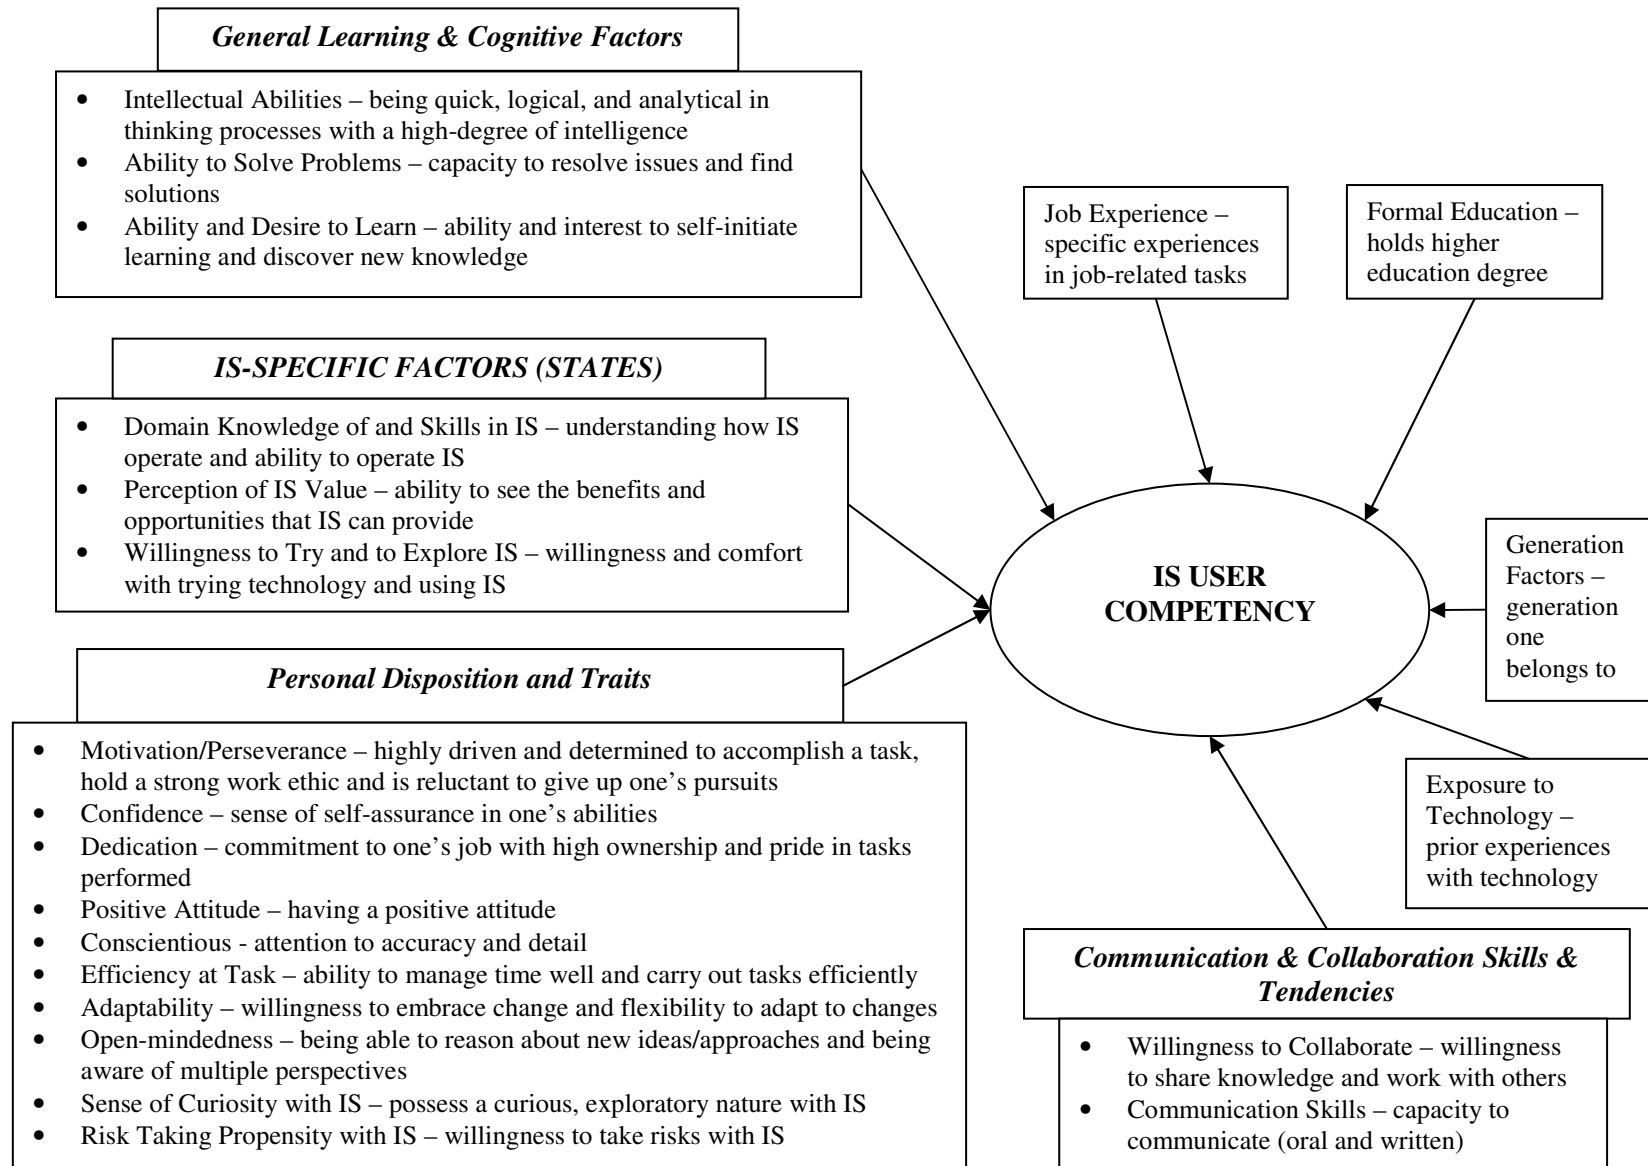 General Learning & Cognitive Factors
• Intellectual Abilities – being quick, logical, and analytical in
thinking processes with a high-degree of intelligence
• Ability to Solve Problems – capacity to resolve issues and find
solutions
• Ability and Desire to Learn – ability and interest to self-initiate
learning and discover new knowledge
Job Experience –
specific experiences
in job-related tasks
Formal Education –
holds higher
education degree
IS-SPECIFIC FACTORS (STATES)
• Domain Knowledge of and Skills in IS – understanding how IS
operate and ability to operate IS
• Perception of IS Value – ability to see the benefits and
opportunities that IS can provide
• Willingness to Try and to Explore IS – willingness and comfort
with trying technology and using IS
IS USER
COMPETENCY
Generation
Factors –
generation
one
belongs to
Personal Disposition and Traits
• Motivation/Perseverance – highly driven and determined to accomplish a task,
hold a strong work ethic and is reluctant to give up one’s pursuits
• Confidence – sense of self-assurance in one’s abilities
• Dedication – commitment to one’s job with high ownership and pride in tasks
performed
• Positive Attitude – having a positive attitude
• Conscientious - attention to accuracy and detail
• Efficiency at Task – ability to manage time well and carry out tasks efficiently
• Adaptability – willingness to embrace change and flexibility to adapt to changes
• Open-mindedness – being able to reason about new ideas/approaches and being
aware of multiple perspectives
• Sense of Curiosity with IS – possess a curious, exploratory nature with IS
• Risk Taking Propensity with IS – willingness to take risks with IS
Exposure to
Technology –
prior experiences
with technology
Communication & Collaboration Skills &
Tendencies
• Willingness to Collaborate – willingness
to share knowledge and work with others
• Communication Skills – capacity to
communicate (oral and written)